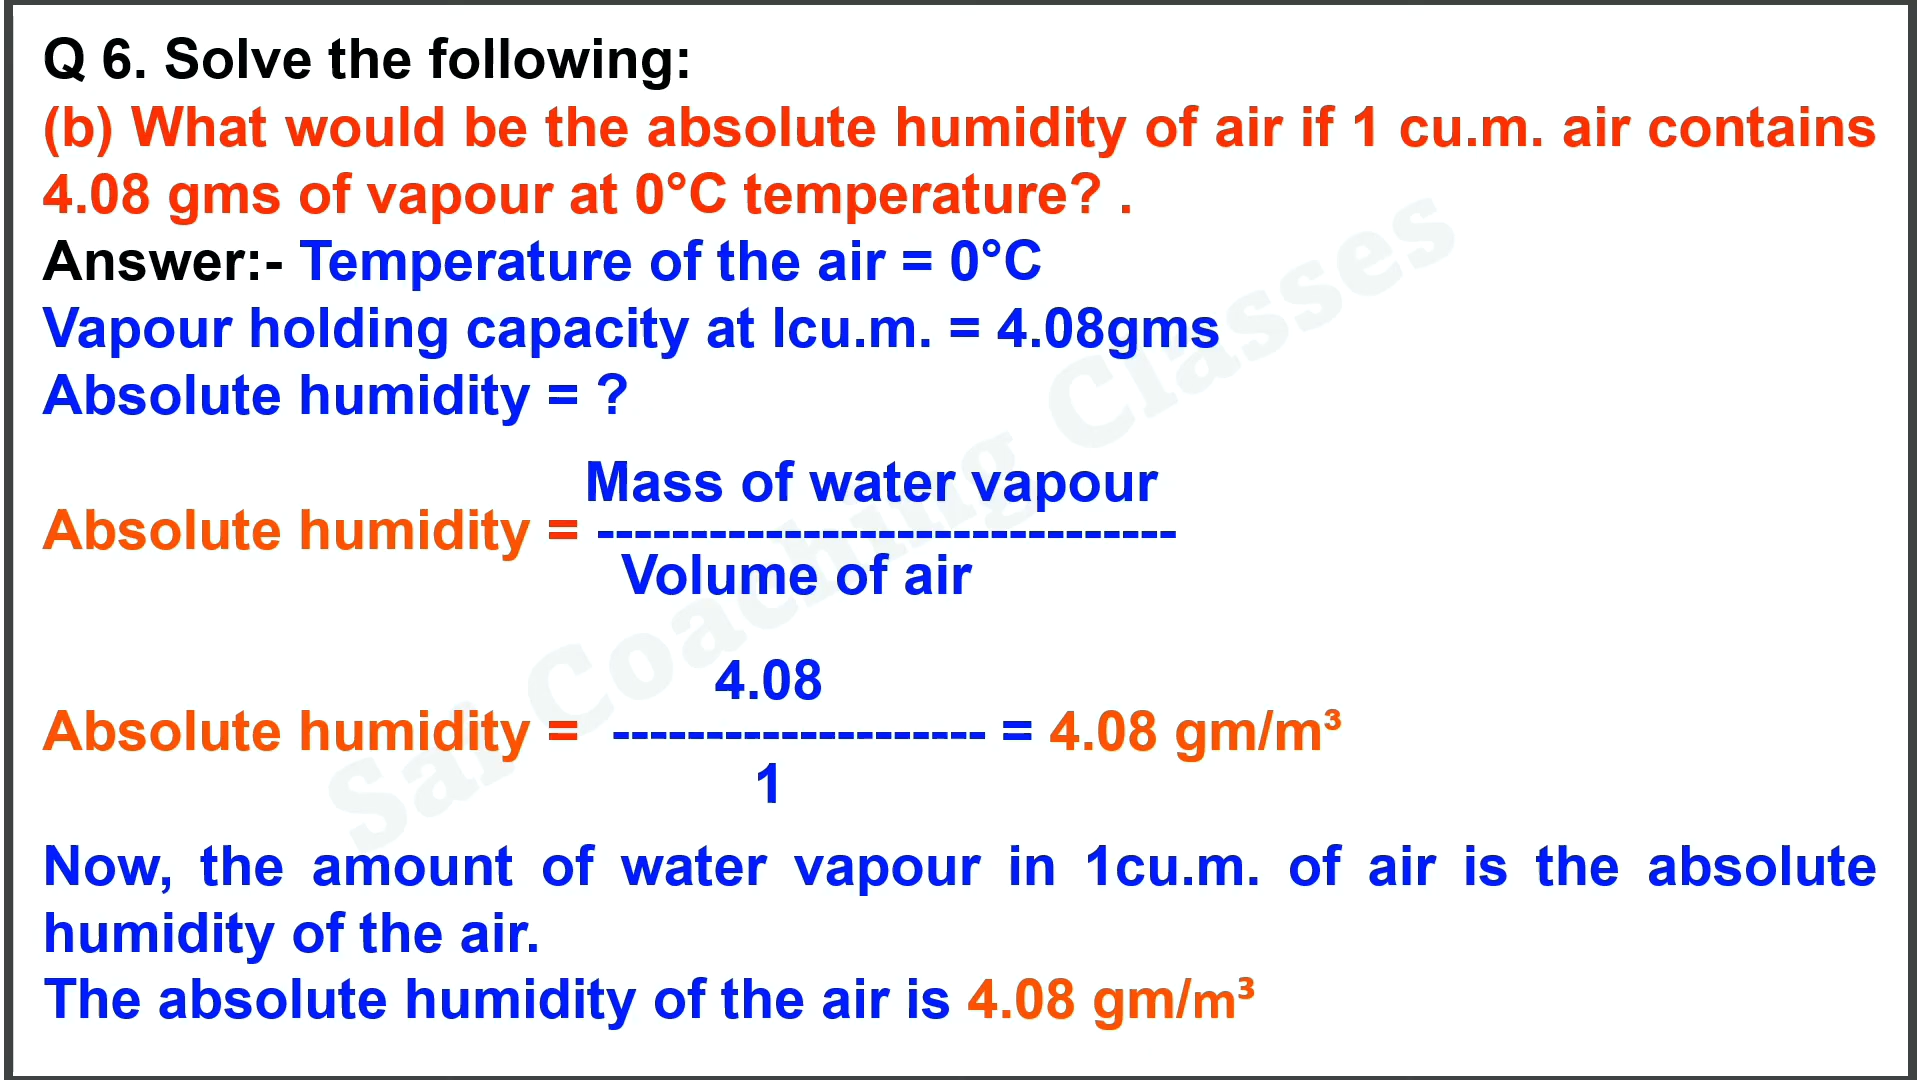 Q 6. Solve the following:
(b) What would be the absolute humidity of air if 1 cu.m. air contains
4.08 gms of vapour at 0°C temperature? .
Answer:- Temperature of the air = 0°C
Vapour holding capacity at lcu.m. = 4.08gms
Absolute humidity = ?
Mass of water vapour
Absolute humidity = -------------------------------
Volume of air
4.08
Absolute humidity = -------------------- = 4.08 gm/m³
1
Now, the amount of water vapour in 1cu.m. of air is the absolute
humidity of the air.
The absolute humidity of the air is 4.08 gm/m³
Sai Coaching Classes